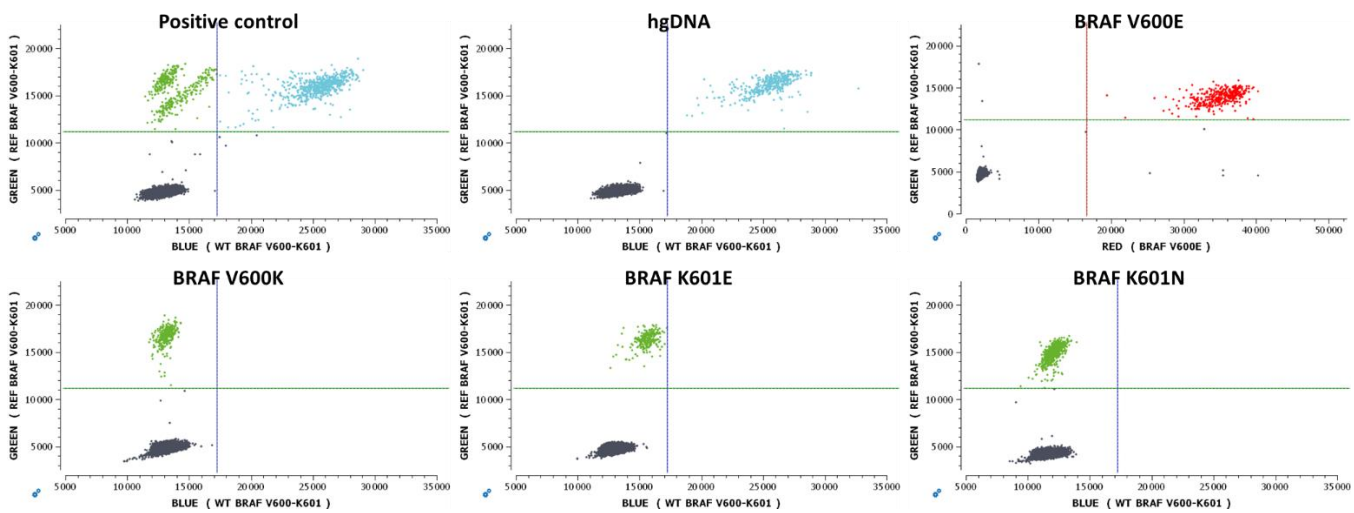 Positive control
GREEN ( REF BRAF V600-K601)
20000
15000
10000
5000
5000 10000 15000 20000 25000 30000 35000
BLUE ( WT BRAF V600-K601)
hgDNA
GREEN ( REF BRAF V600-K601)
20000
15000
10000
5000
5000 10000 15000 20000 25000 30000 35000
BLUE ( WT BRAF V600-K601)
BRAF V600E
GREEN ( REF BRAF V600-K601)
20000
15000
10000
5000
0
0 10000 20000 30000 40000 50000
RED ( BRAF V600E)
BRAF V600K
GREEN ( REF BRAF V600-K601)
20000
15000
10000
5000
5000 10000 15000 20000 25000 30000 35000
BLUE ( WT BRAF V600-K601)
BRAF K601E
GREEN ( REF BRAF V600-K601)
20000
15000
10000
5000
5000 10000 15000 20000 25000 30000 35000
BLUE ( WT BRAF V600-K601)
BRAF K601N
GREEN ( REF BRAF V600-K601)
20000
15000
10000
5000
5000 10000 15000 20000 25000 30000 35000
BLUE ( WT BRAF V600-K601)